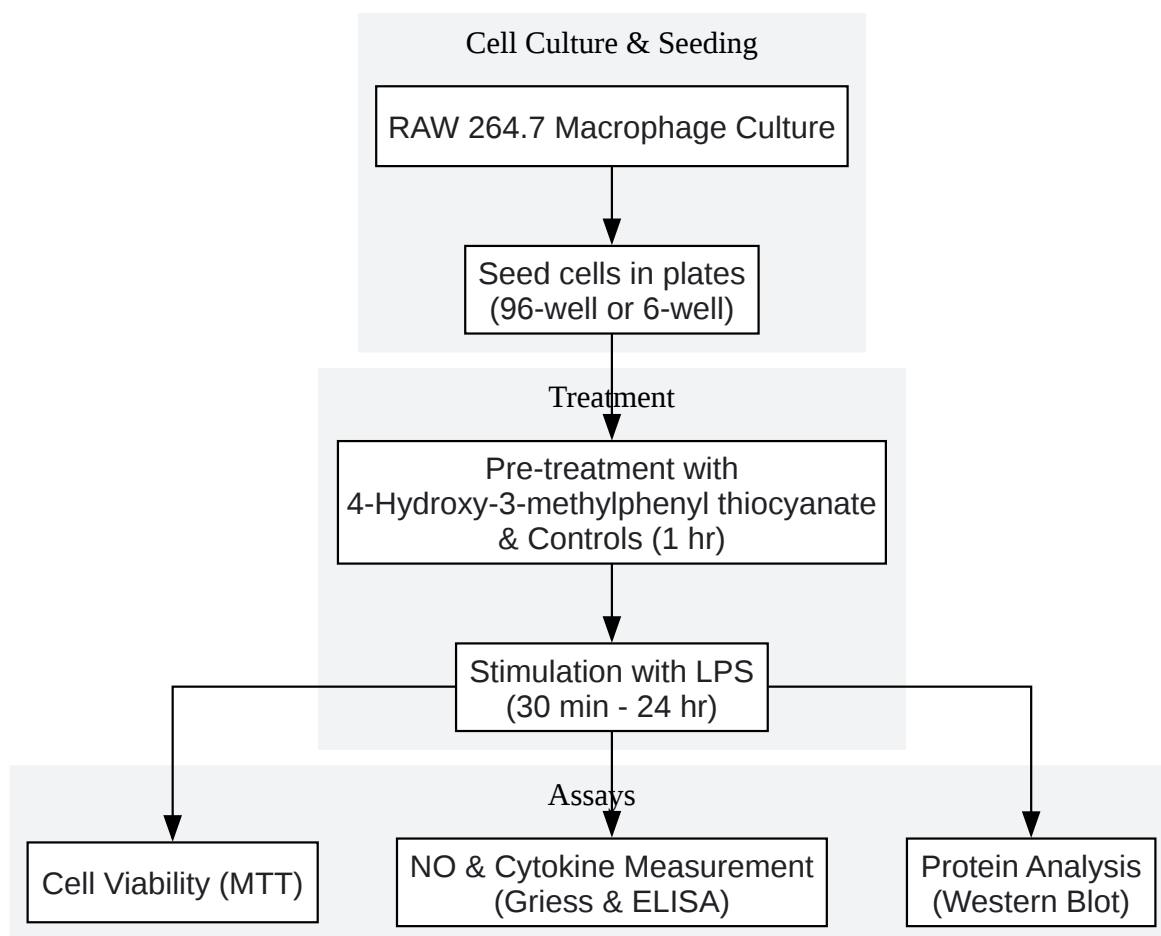 Cell Culture & Seeding
RAW 264.7 Macrophage Culture
Seed cells in plates
(96-well or 6-well)
Treatment
Pre-treatment with
4-Hydroxy-3-methylphenyl thiocyanate
& Controls (1 hr)
Stimulation with LPS
(30 min - 24 hr)
Assays
Cell Viability (MTT)
NO & Cytokine Measurement
(Griess & ELISA)
Protein Analysis
(Western Blot)